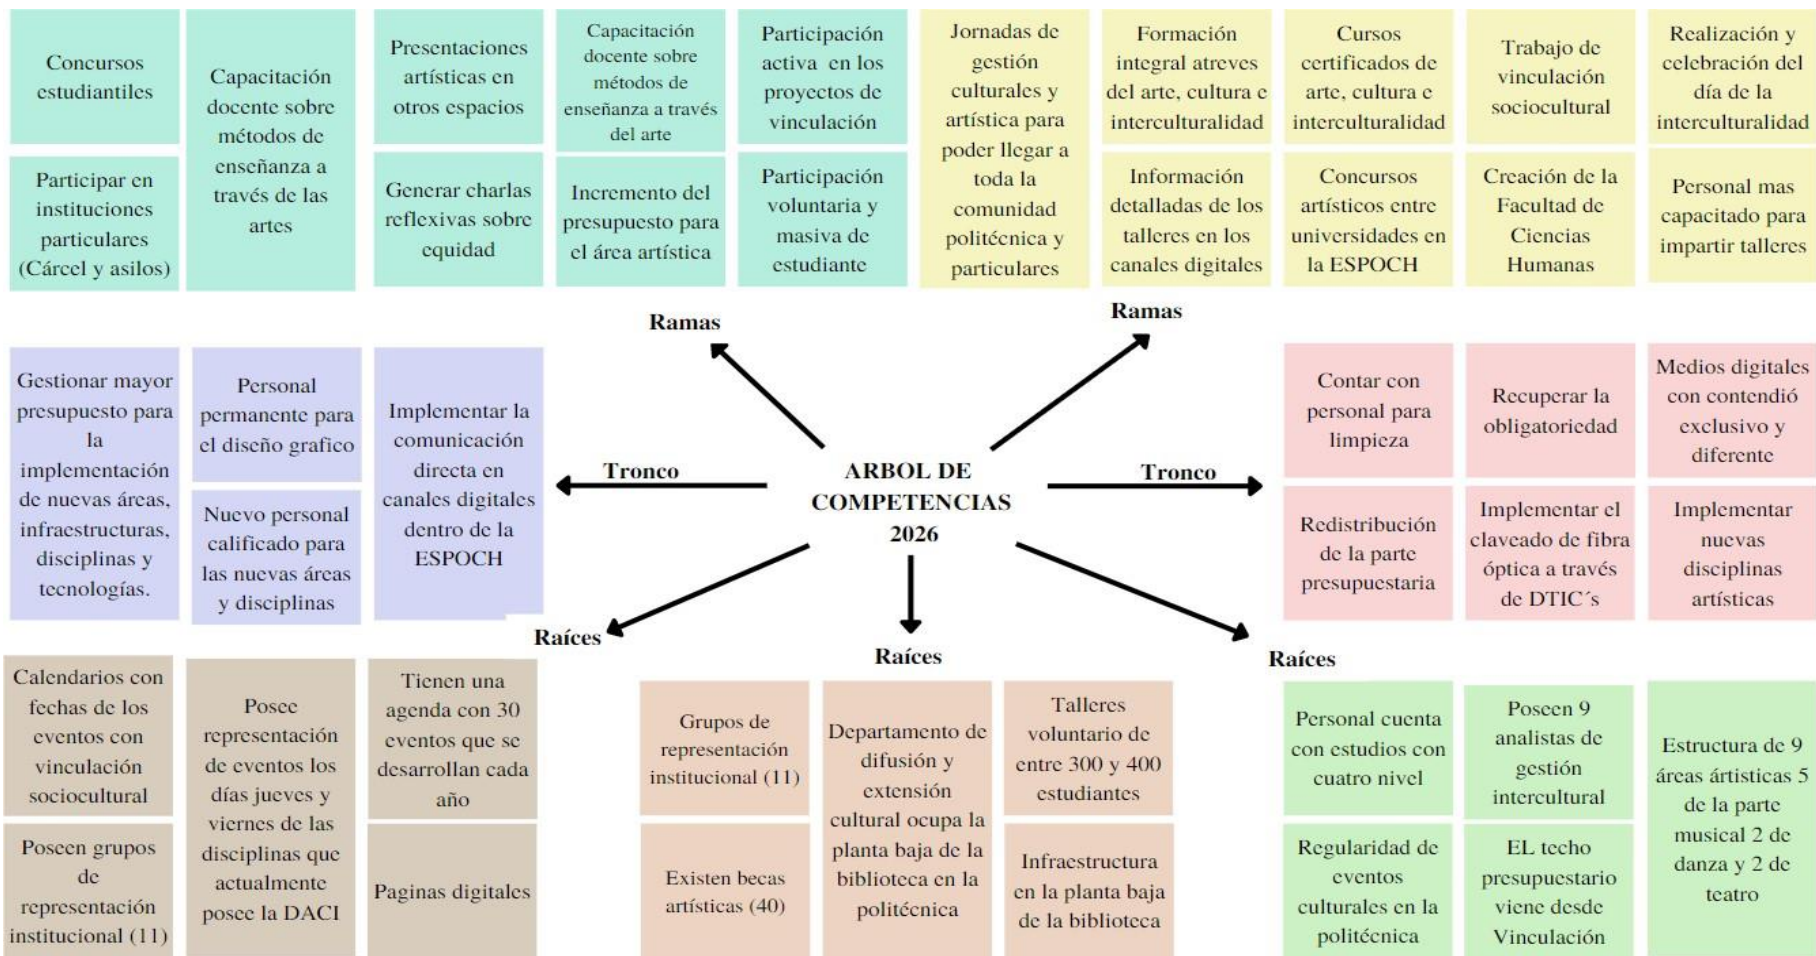 Concursos
estudiantiles
Participar en
instituciones
particulares
(Cárcel y asilos)
Capacitación
docente sobre
métodos de
enseñanza a
través de las
artes
Presentaciones
artísticas en
otros espacios
Generar charlas
reflexivas sobre
equidad
Capacitación
docente sobre
métodos de
enseñanza a través
del arte
Incremento del
presupuesto para
el área artística
Participación
activa en los
proyectos de
vinculación
Participación
voluntaria y
masiva de
estudiante
Jornadas de
gestión
culturales y
artística para
poder llegar a
toda la
comunidad
politécnica y
particulares
Formación
integral atreves
del arte, cultura e
interculturalidad
Información
detalladas de los
talleres en los
canales digitales
Cursos
certificados de
arte, cultura e
interculturalidad
Concursos
artísticos entre
universidades en
la ESPOCH
Trabajo de
vinculación
sociocultural
Creación de la
Facultad de
Ciencias
Humanas
Realización y
celebración del
día de la
interculturalidad
Personal mas
capacitado para
impartir talleres
Ramas
Ramas
Gestionar mayor
presupuesto para
la
implementación
de nuevas áreas,
infraestructuras,
disciplinas y
tecnologías.
Personal
permanente para
el diseño grafico
Nuevo personal
calificado para
las nuevas áreas
y disciplinas
Implementar la
comunicación
directa en
canales digitales
dentro de la
ESPOCH
Tronco
ARBOL DE
COMPETENCIAS
2026
Tronco
Contar con
personal para
limpieza
Redistribución
de la parte
presupuestaria
Recuperar la
obligatoriedad
Implementar el
claveado de fibra
óptica a través
de DTIC´s
Medios digitales
con contendió
exclusivo y
diferente
Implementar
nuevas
disciplinas
artísticas
Raíces
Raíces
Raíces
Calendarios con
fechas de los
eventos con
vinculación
sociocultural
Poseen grupos
de
representación
institucional (11)
Posee
representación
de eventos los
días jueves y
viernes de las
disciplinas que
actualmente
posee la DACI
Tienen una
agenda con 30
eventos que se
desarrollan cada
año
Paginas digitales
Grupos de
representación
institucional (11)
Existen becas
artísticas (40)
Departamento de
difusión y
extensión
cultural ocupa la
planta baja de la
biblioteca en la
politécnica
Talleres
voluntario de
entre 300 y 400
estudiantes
Infraestructura
en la planta baja
de la biblioteca
Personal cuenta
con estudios con
cuatro nivel
Regularidad de
eventos
culturales en la
politécnica
Poseen 9
analistas de
gestión
intercultural
EL techo
presupuestario
viene desde
Vinculación
Estructura de 9
áreas ártisticas 5
de la parte
musical 2 de
danza y 2 de
teatro